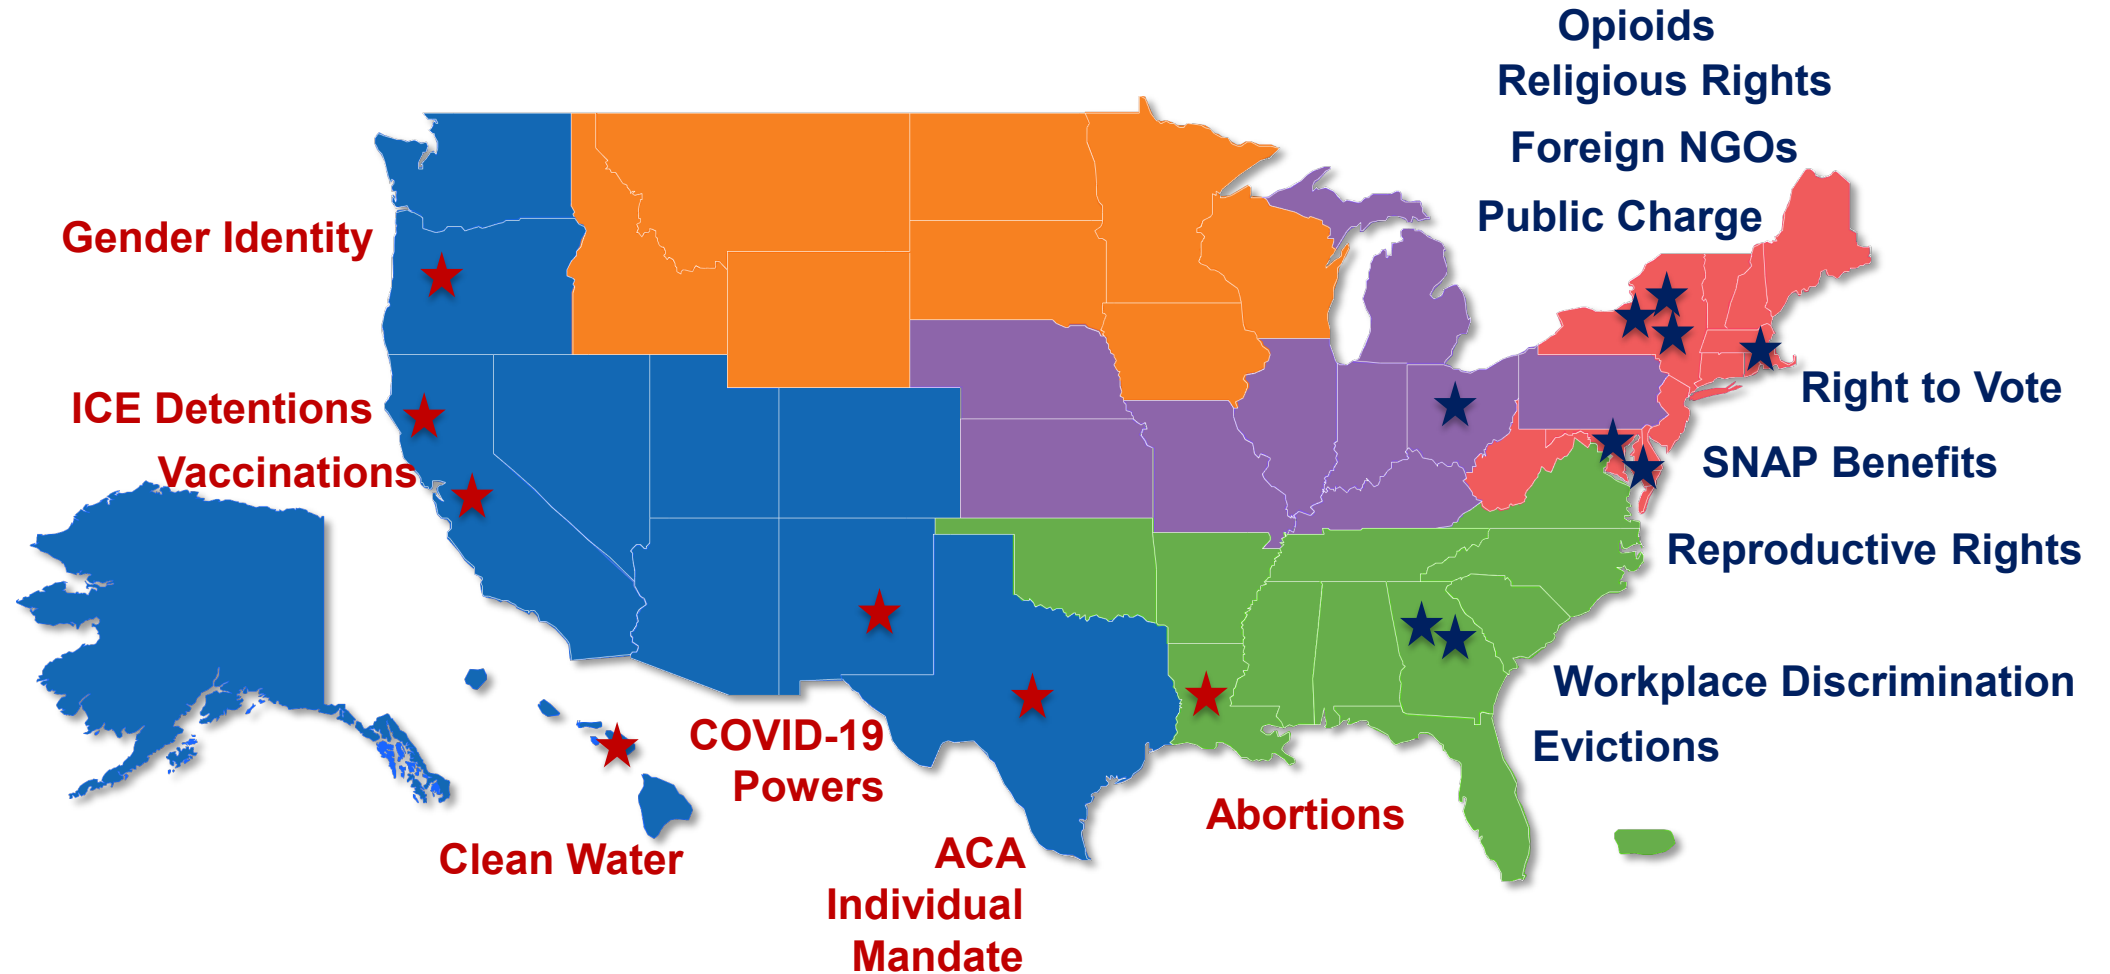 Opioids
Religious Rights
Foreign NGOs
Public Charge
Gender Identity
Right to Vote
ICE Detentions
SNAP Benefits
Vaccinations
Reproductive Rights
Workplace Discrimination
COVID-19
Powers
Evictions
Abortions
Clean Water
ACA
Individual
Mandate